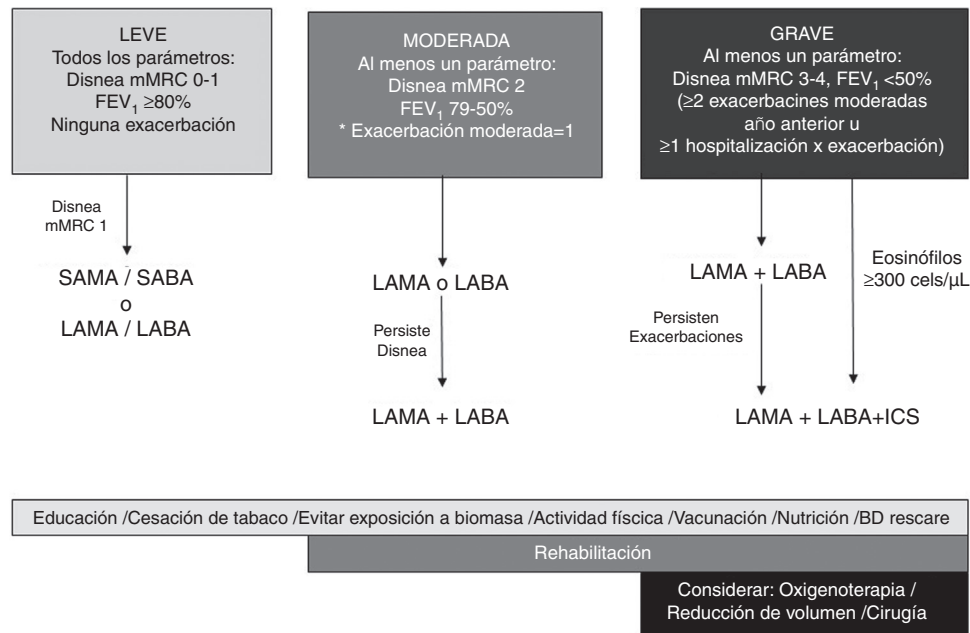 LEVE
Todos los parámetros:
Disnea mMRC 0-1
FEV1 ≥80%
Ninguna exacerbación
MODERADA
Al menos un parámetro:
Disnea mMRC 2
FEV1 79-50%
* Exacerbación moderada=1
GRAVE
Al menos un parámetro:
Disnea mMRC 3-4, FEV1 <50%
(≥2 exacerbacines moderadas
año anterior u
≥1 hospitalización x exacerbación)
Disnea
mMRC 1
SAMA / SABA
o
LAMA / LABA
LAMA o LABA
Persiste
Disnea
LAMA + LABA
LAMA + LABA
Eosinófilos
≥300 cels/µL
Persisten
Exacerbaciones
LAMA + LABA+ICS
Educación /Cesación de tabaco /Evitar exposición a biomasa /Actividad físcica /Vacunación /Nutrición /BD rescare
Rehabilitación
Considerar: Oxigenoterapia /
Reducción de volumen /Cirugía